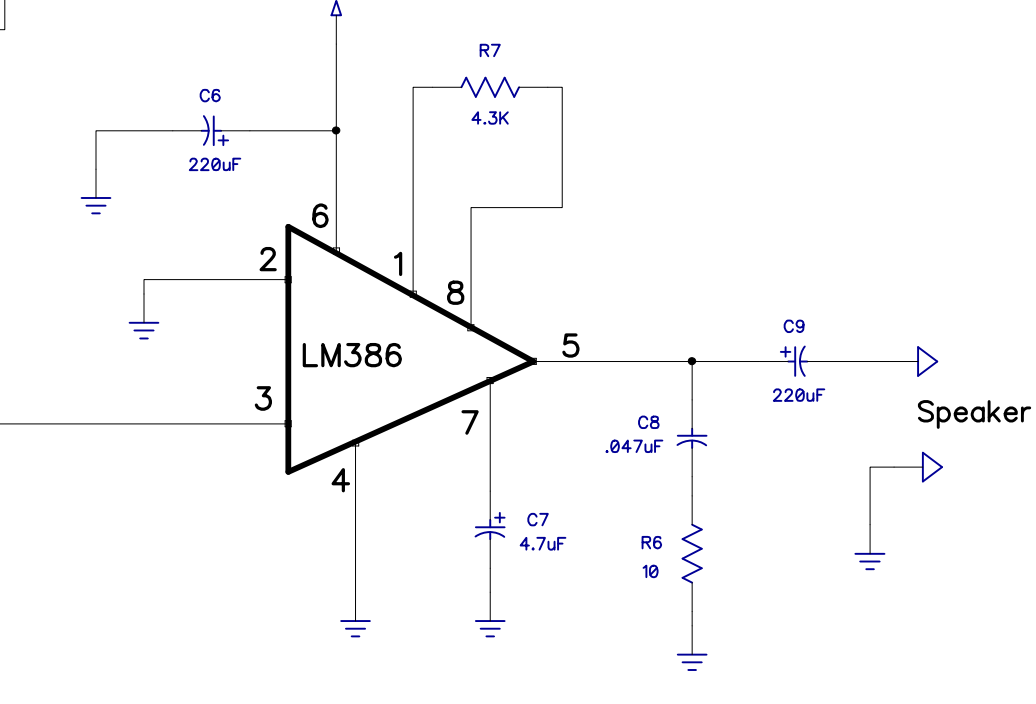 R7
4.3K
C6
+
220uF
6
2
1
8
LM386
5
3
7
4
C9
+
220uF
Speaker
C8
.047uF
+
C7
4.7uF
R6
10